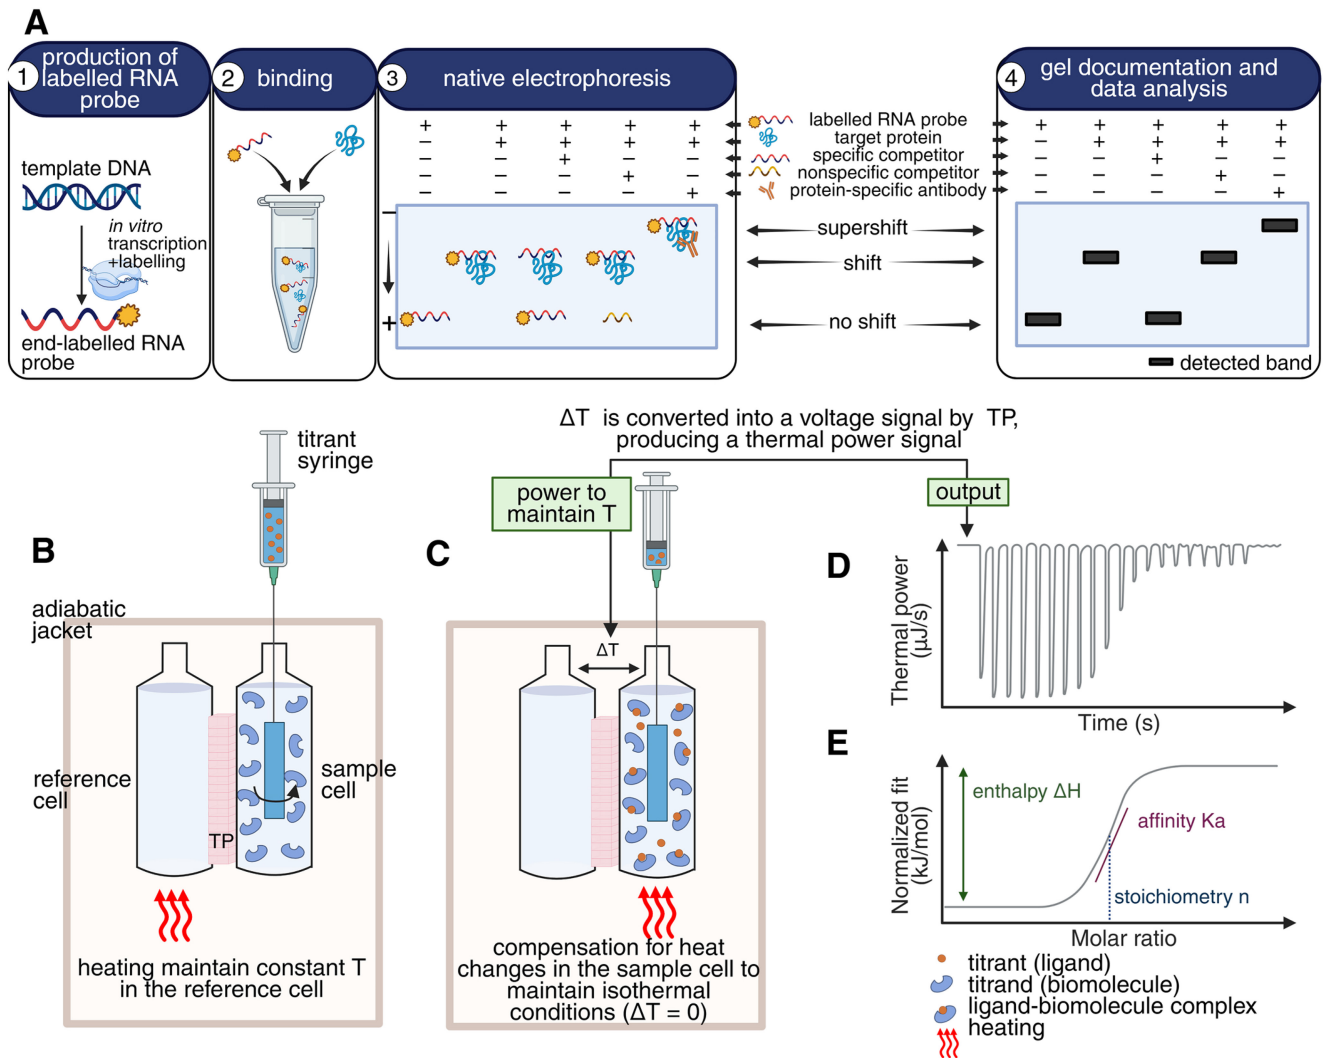 A
1
production of
labelled RNA
probe
template DNA
in vitro
transcription
+labelling
end-labelled RNA
probe
2
binding
3
native electrophoresis
+ + + + +
− + + + +
− − + − −
− − − + −
− − − − +
−
+
labelled RNA probe
target protein
specific competitor
nonspecific competitor
protein-specific antibody
supershift
shift
no shift
4
gel documentation and
data analysis
+ + + + +
− + + + +
− − + − −
− − − + −
− − − − +
detected band
B
titrant
syringe
adiabatic
jacket
reference
cell
TP
sample
cell
heating maintain constant T
in the reference cell
C
ΔT is converted into a voltage signal by TP,
producing a thermal power signal
power to
maintain T
output
ΔT
compensation for heat
changes in the sample cell to
maintain isothermal
conditions (ΔT = 0)
D
Thermal power
(µJ/s)
Time (s)
E
Normalized fit
(kJ/mol)
enthalpy ΔH
affinity Ka
stoichiometry n
Molar ratio
titrant (ligand)
titrand (biomolecule)
ligand-biomolecule complex
heating